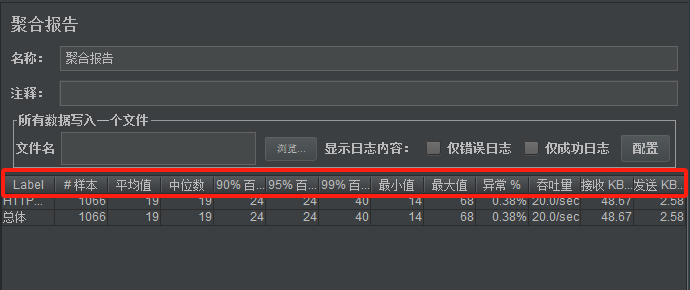 聚合报告
名称： 聚合报告
注释：
所有数据写入一个文件
文件名 浏览... 显示日志内容： 仅错误日志 仅成功日志 配置
Label # 样本 平均值 中位数 90% 百... 95% 百... 99% 百... 最小值 最大值 异常 % 吞吐量 接收 KB... 发送 KB...
HTTP... 1066 19 19 24 24 40 14 68 0.38% 20.0/sec 48.67 2.58
总体 1066 19 19 24 24 40 14 68 0.38% 20.0/sec 48.67 2.58